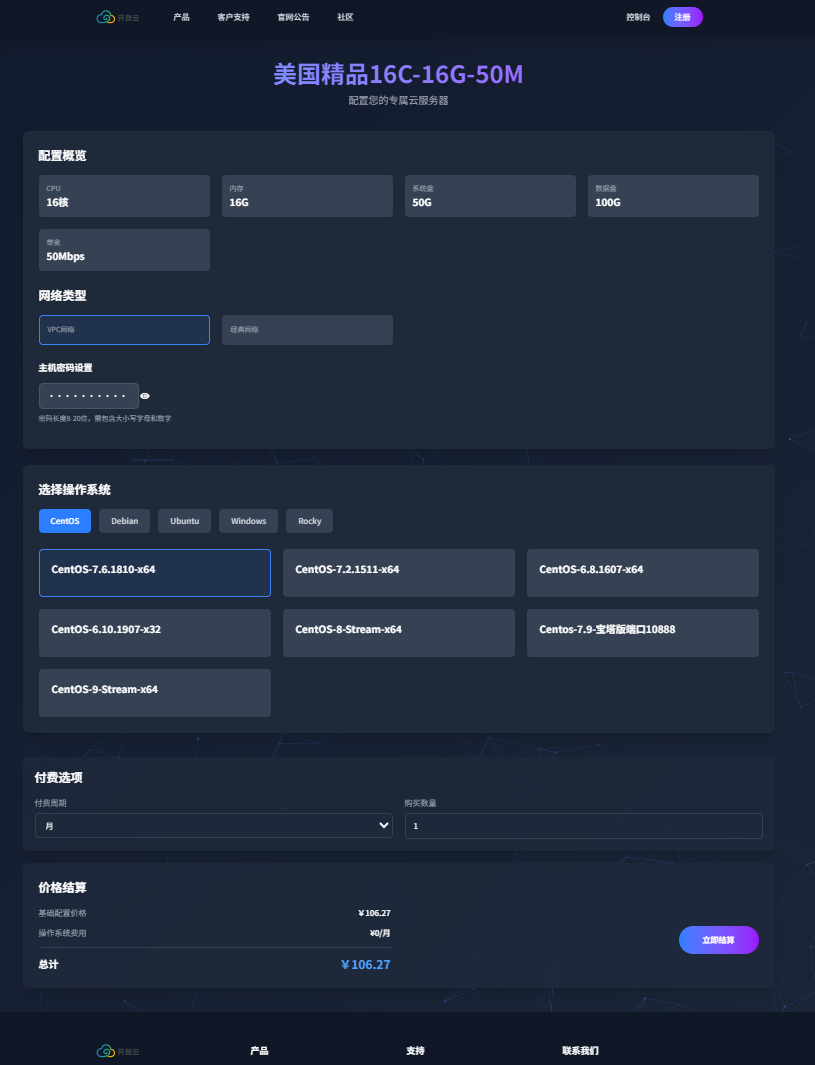 开放云 产品 客户支持 官网公告 社区 控制台 注册
美国精品16C-16G-50M
配置您的专属云服务器
配置概览
CPU 内存 系统盘 数据盘
16核 16G 50G 100G
带宽
50Mbps
网络类型
VPC网络 经典网络
主机密码设置
密码长度8-20位，需包含大小写字母和数字
选择操作系统
CentOS Debian Ubuntu Windows Rocky
CentOS-7.6.1810-x64 CentOS-7.2.1511-x64 CentOS-6.8.1607-x64
CentOS-6.10.1907-x32 CentOS-8-Stream-x64 Centos-7.9-宝塔版端口10888
CentOS-9-Stream-x64
付费选项
付费周期 购买数量
月 1
价格结算
基础配置价格 ￥106.27
操作系统费用 ¥0/月
立即结算
总计 ￥106.27
开放云 产品 支持 联系我们